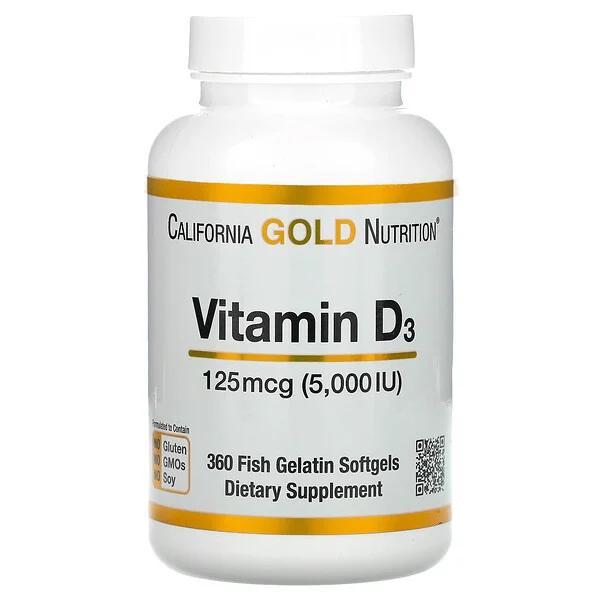 CALIFORNIA GOLD NUTRITION®
Vitamin D3
125mcg (5,000 IU)
Formulated to Contain
NO Gluten
NO GMOs
NO Soy
360 Fish Gelatin Softgels
Dietary Supplement